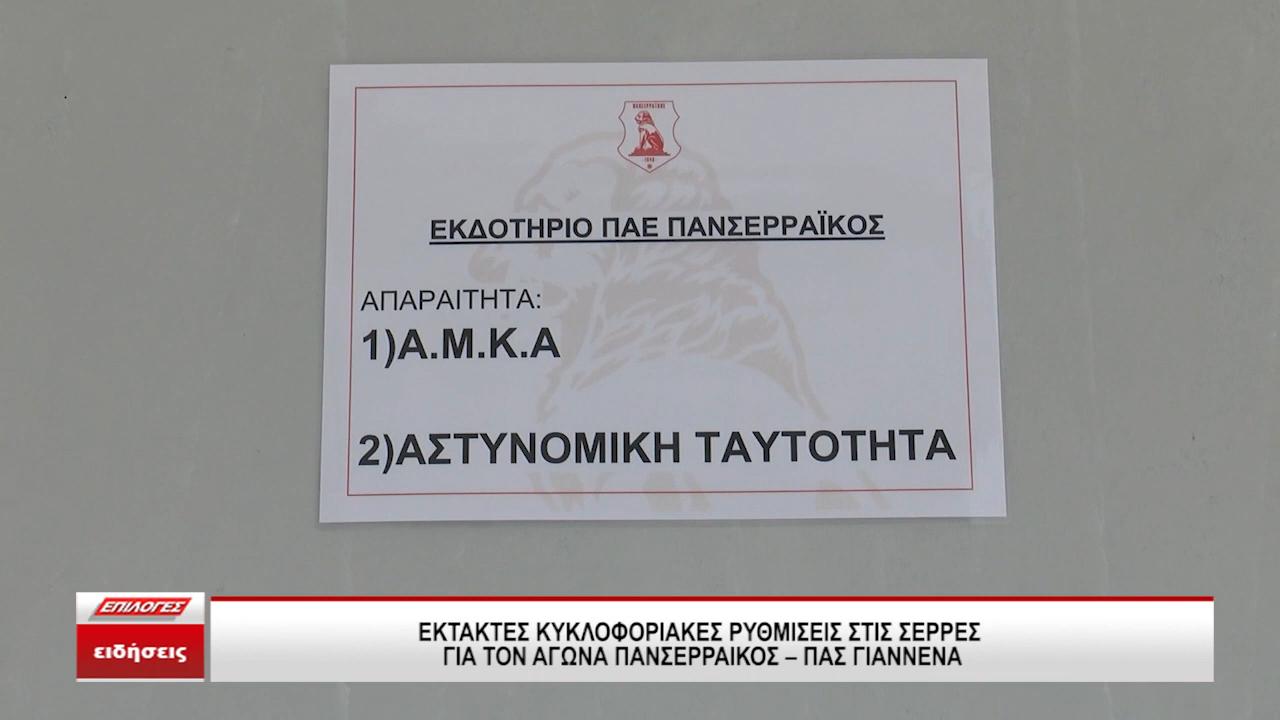 ΠΑΝΣΕΡΡΑΪΚΟΣ
ΕΚΔΟΤΗΡΙΟ ΠΑΕ ΠΑΝΣΕΡΡΑΪΚΟΣ
ΑΠΑΡΑΙΤΗΤΑ:
1)Α.Μ.Κ.Α
2)ΑΣΤΥΝΟΜΙΚΗ ΤΑΥΤΟΤΗΤΑ
ΕΠΙΛΟΓΕΣ
ειδήσεις
ΕΚΤΑΚΤΕΣ ΚΥΚΛΟΦΟΡΙΑΚΕΣ ΡΥΘΜΙΣΕΙΣ ΣΤΙΣ ΣΕΡΡΕΣ
ΓΙΑ ΤΟΝ ΑΓΩΝΑ ΠΑΝΣΕΡΡΑΙΚΟΣ – ΠΑΣ ΓΙΑΝΝΕΝΑ